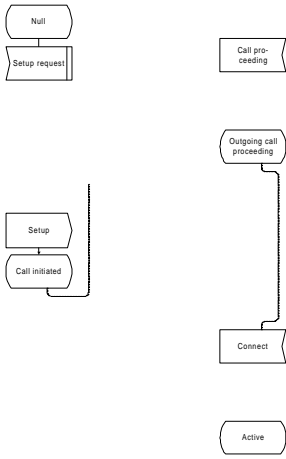 Null
Setup request
Call pro-
ceeding
Outgoing call
proceeding
Setup
Call initiated
Connect
Active